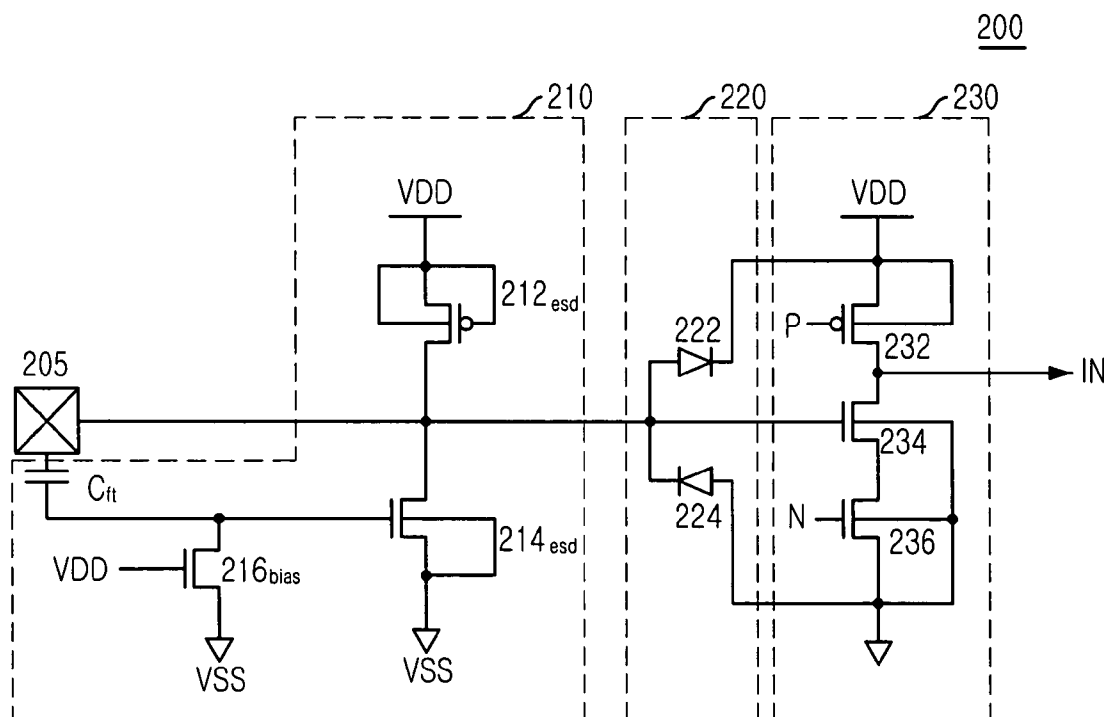 200
210
220
230
VDD
VDD
212esd
P
222
232
205
IN
234
Cft
224
N
214esd
236
VDD
216bias
VSS
VSS